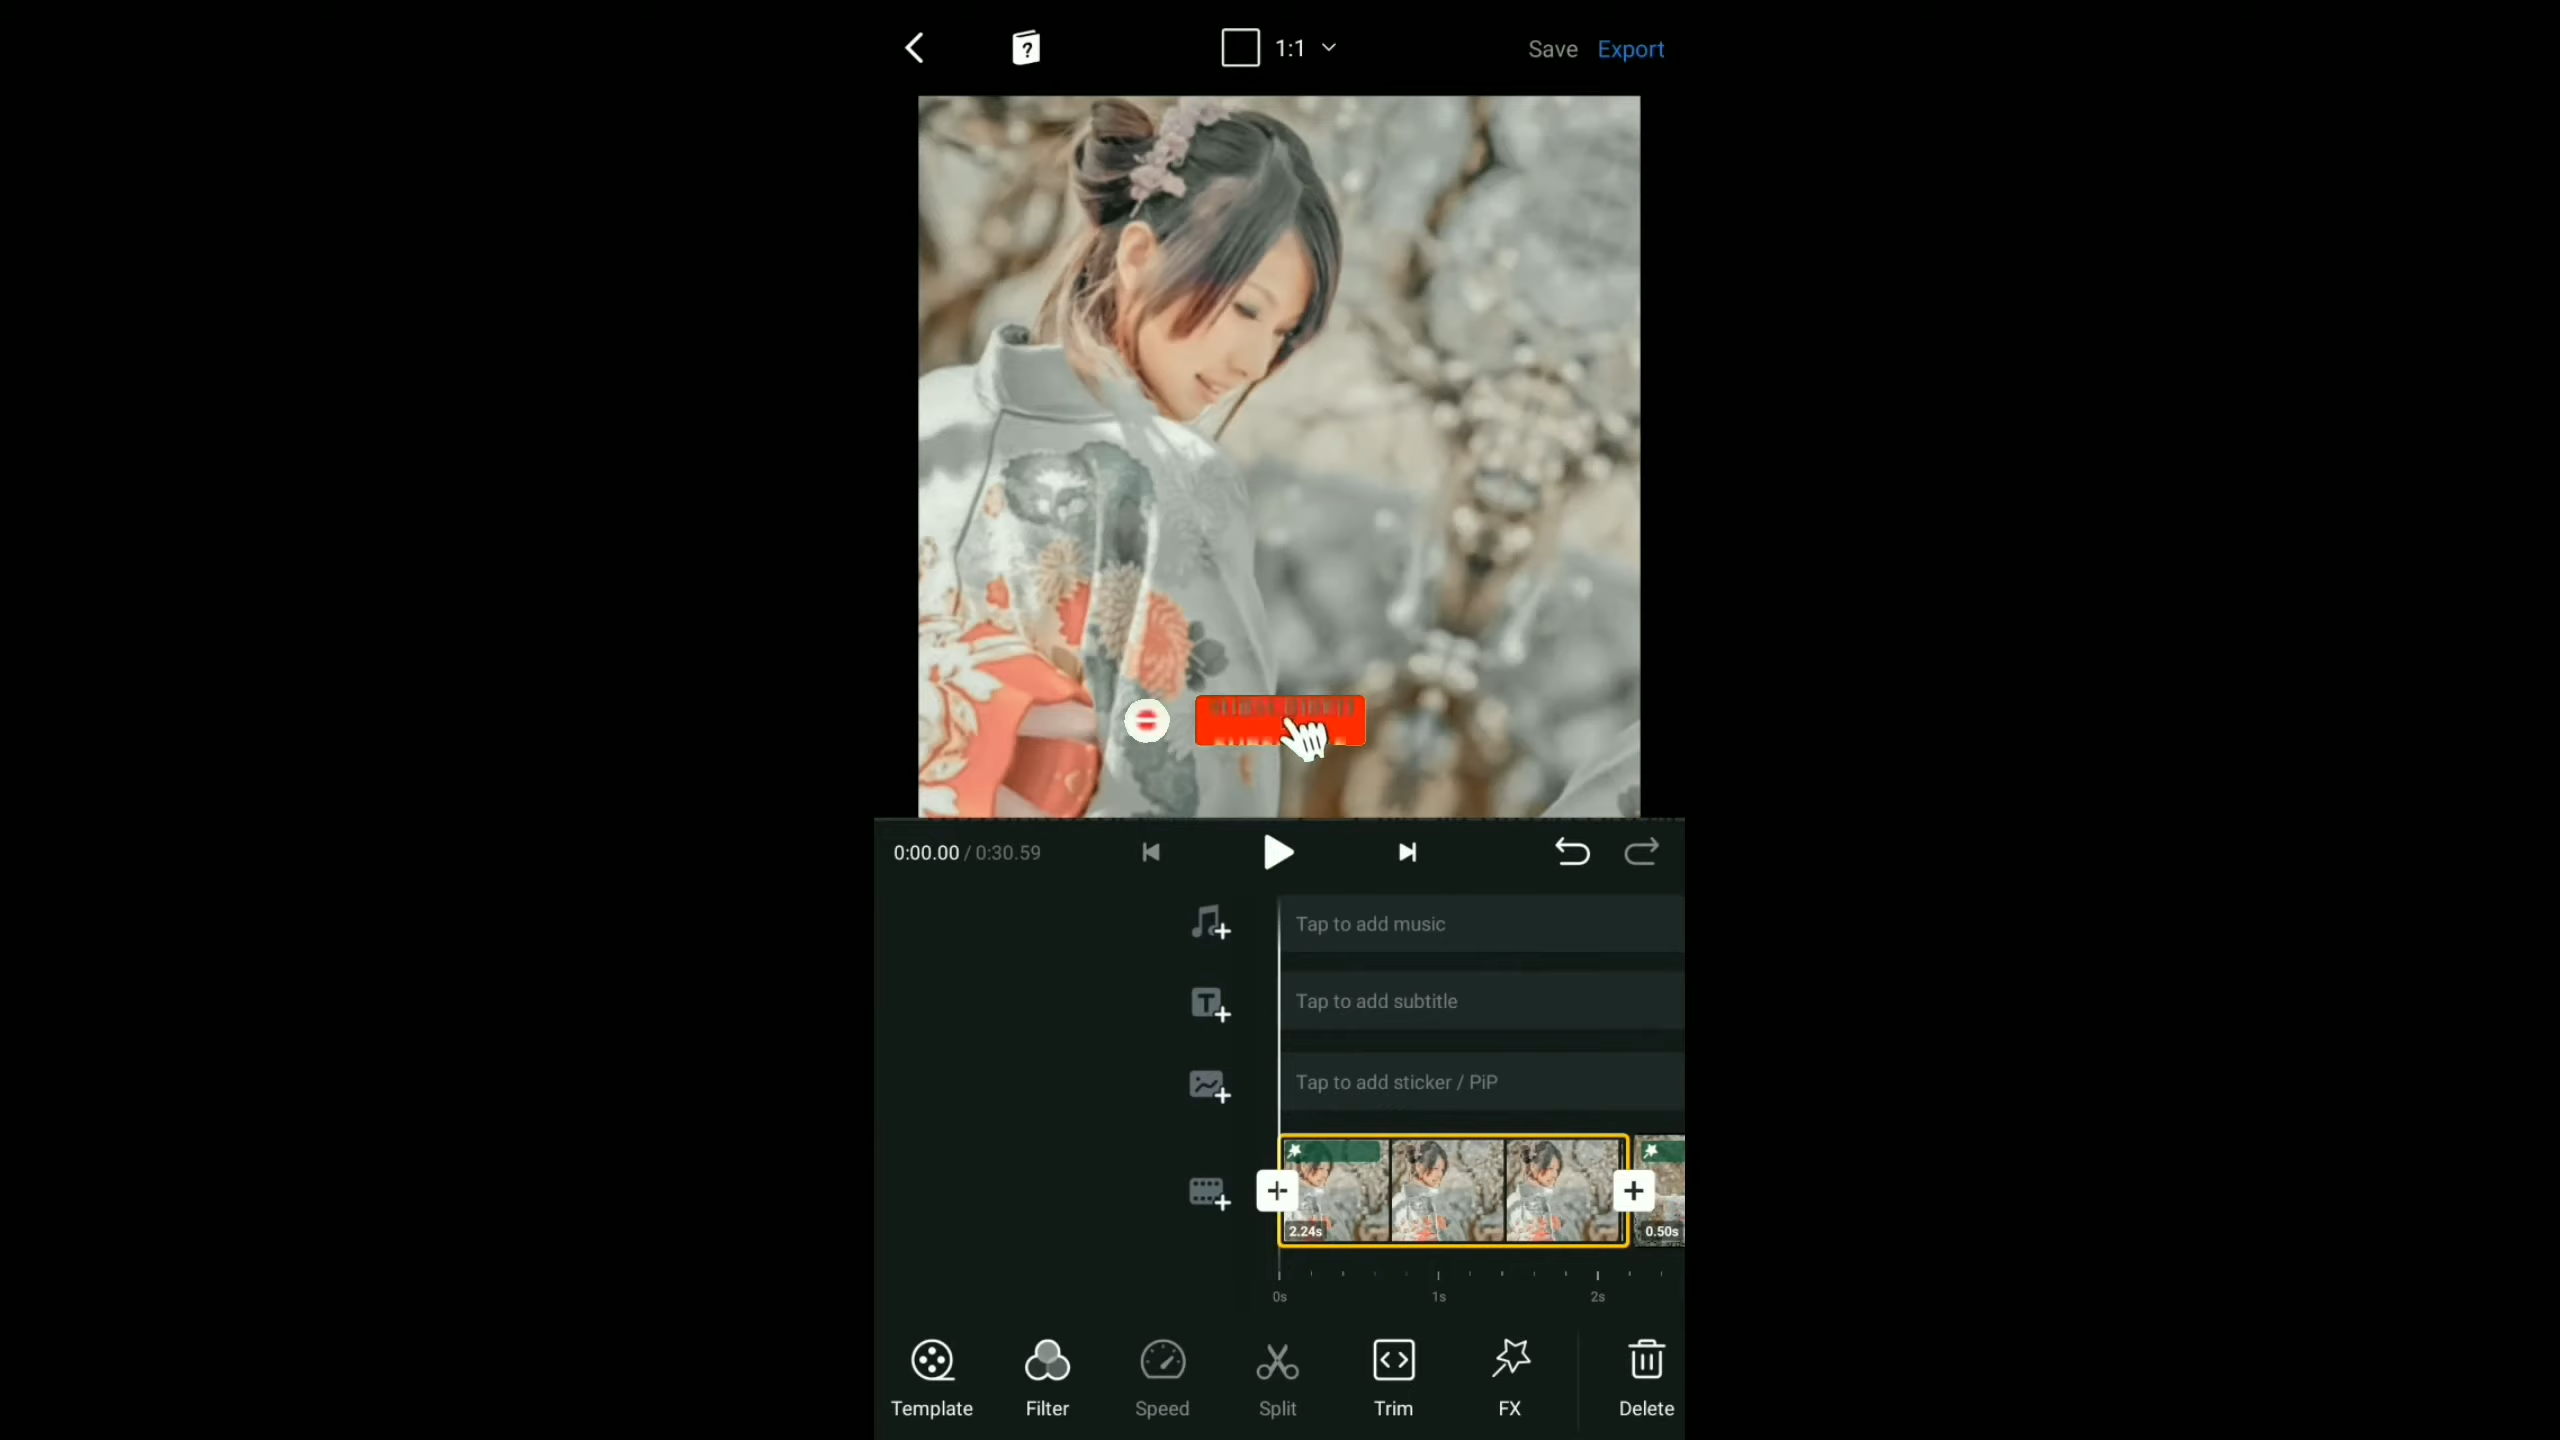 1:1
Save Export
0:00.00 / 0:30.59
Tap to add music
Tap to add subtitle
Tap to add sticker / PiP
2.24s
0.50s
0s 1s 2s
Template Filter Speed Split Trim FX Delete